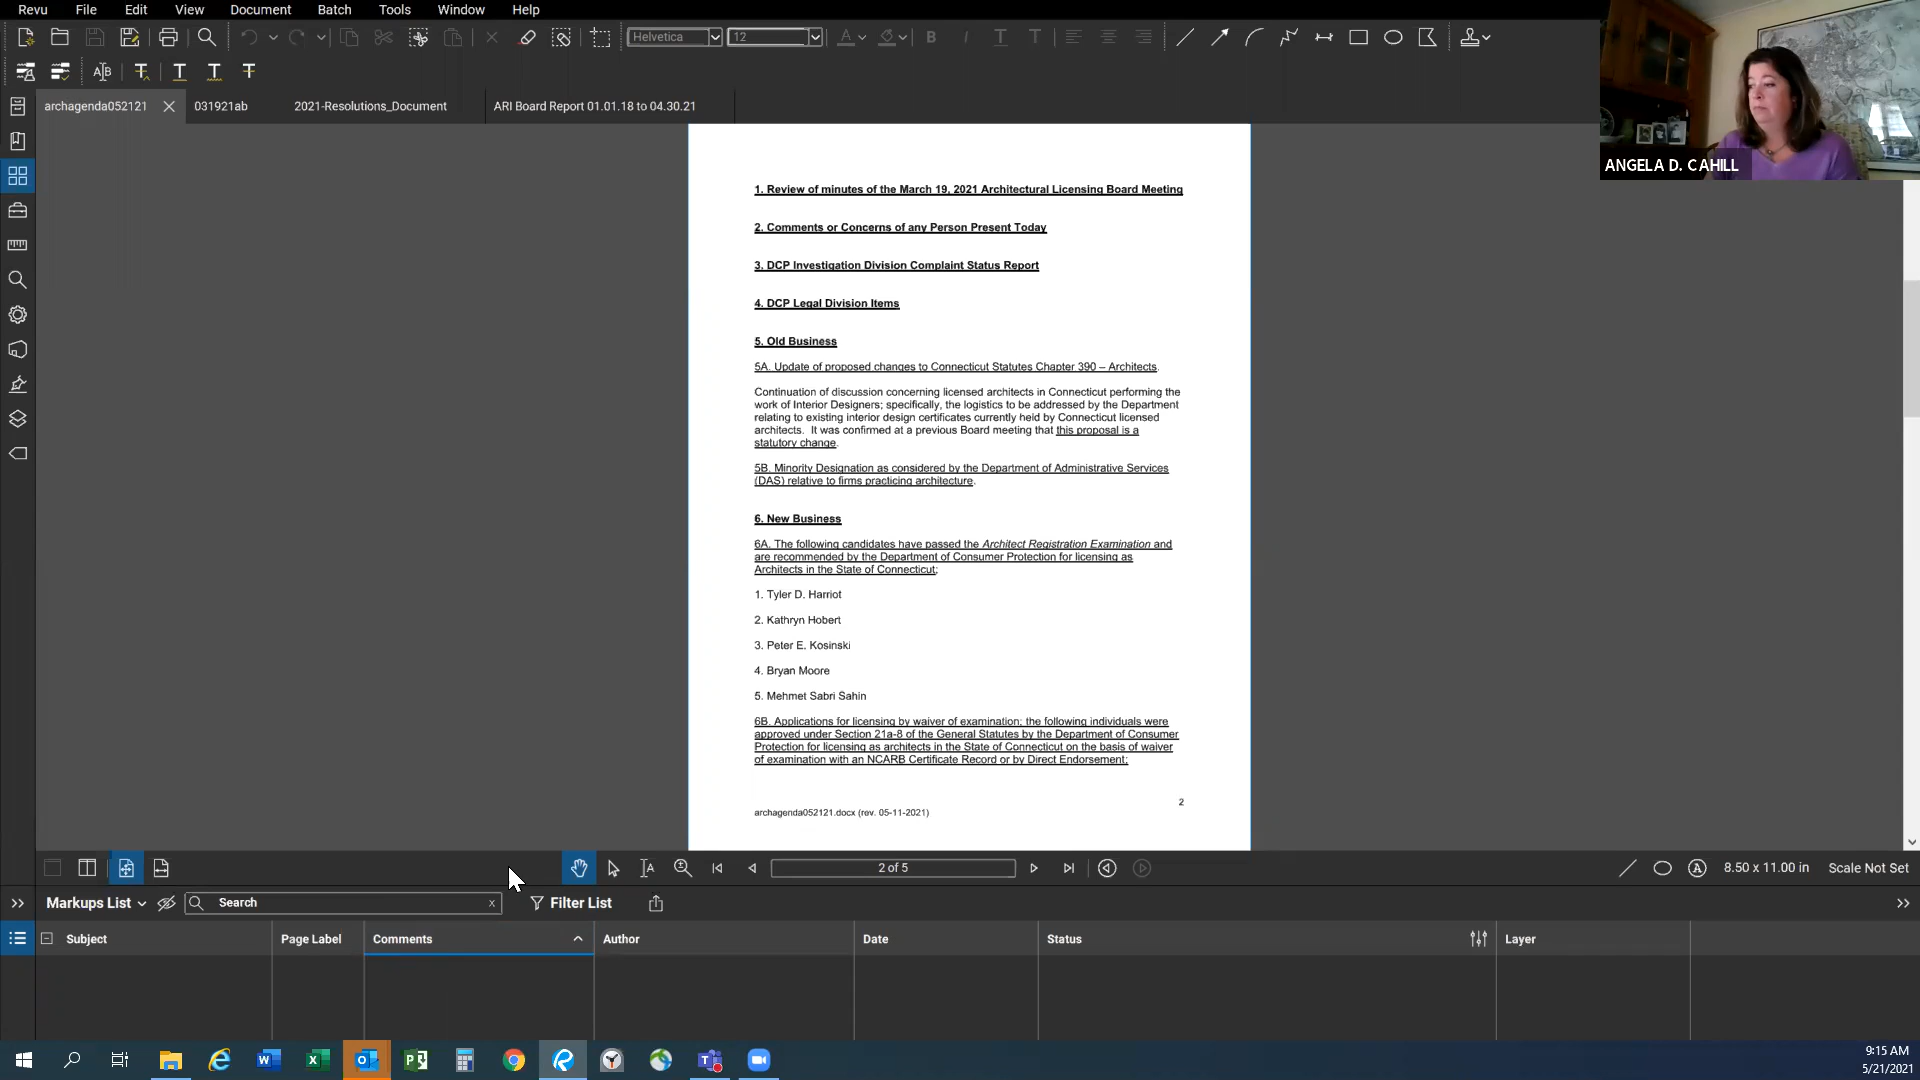 Revu File Edit View Document Batch Tools Window Help
Helvetica 12
archagenda052121 031921ab 2021-Resolutions_Document ARI Board Report 01.01.18 to 04.30.21
ANGELA D. CAHILL
1. Review of minutes of the March 19, 2021 Architectural Licensing Board Meeting
2. Comments or Concerns of any Person Present Today
3. DCP Investigation Division Complaint Status Report
4. DCP Legal Division Items
5. Old Business
5A. Update of proposed changes to Connecticut Statutes Chapter 390 – Architects.
Continuation of discussion concerning licensed architects in Connecticut performing the
work of Interior Designers; specifically, the logistics to be addressed by the Department
relating to existing interior design certificates currently held by Connecticut licensed
architects. It was confirmed at a previous Board meeting that this proposal is a
statutory change.
5B. Minority Designation as considered by the Department of Administrative Services
(DAS) relative to firms practicing architecture.
6. New Business
6A. The following candidates have passed the Architect Registration Examination and
are recommended by the Department of Consumer Protection for licensing as
Architects in the State of Connecticut;
1. Tyler D. Harriot
2. Kathryn Hobert
3. Peter E. Kosinski
4. Bryan Moore
5. Mehmet Sabri Sahin
6B. Applications for licensing by waiver of examination; the following individuals were
approved under Section 21a-8 of the General Statutes by the Department of Consumer
Protection for licensing as architects in the State of Connecticut on the basis of waiver
of examination with an NCARB Certificate Record or by Direct Endorsement;
2
archagenda052121.docx (rev. 05-11-2021)
2 of 5 8.50 x 11.00 in Scale Not Set
Markups List Search x Filter List
Subject Page Label Comments Author Date Status Layer
9:15 AM
5/21/2021